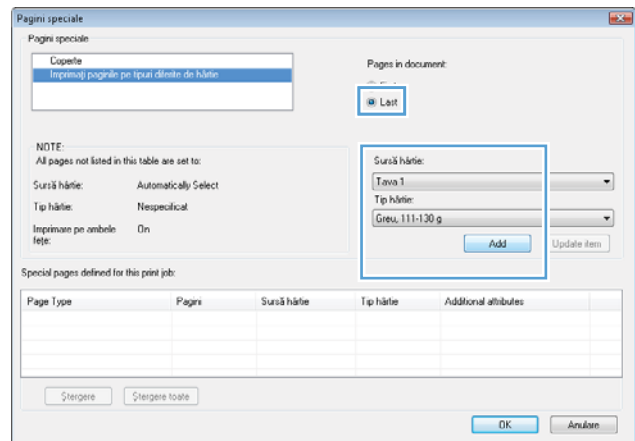 Pagini speciale
Pagini speciale
Coperte
Imprimați paginile pe tipuri diferite de hârtie
Pages in document:
Last
NOTE:
All pages not listed in this table are set to:
Sursă hârtie: Automatically Select
Tip hârtie: Nespecificat
Imprimare pe ambele fețe: On
Sursă hârtie:
Tava 1
Tip hârtie:
Greu, 111-130 g
Add Update item
Special pages defined for this print job:
Page Type Pagini Sursă hârtie Tip hârtie Additional attributes
Ștergere Ștergere toate
OK Anulare